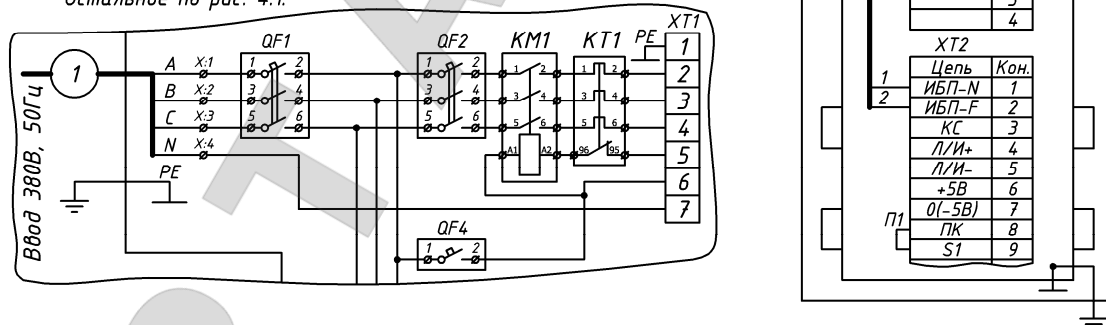 Остальное по рис. 4.1.
Ввод 380В, 50Гц
1
A X:1
B X:2
C X:3
N X:4
PE
QF1
1 2
3 4
5 6
QF2
1 2
3 4
5 6
KM1
1 2
3 4
5 6
A1 A2
KT1
1 2
3 4
5 6
96 95
PE
XT1
1
2
3
4
5
6
7
QF4
1 2
4
XT2
Цепь Кон.
1 ИБП-N 1
2 ИБП-F 2
КС 3
Л/И+ 4
Л/И- 5
+5В 6
0(-5В) 7
П1
ПК 8
S1 9